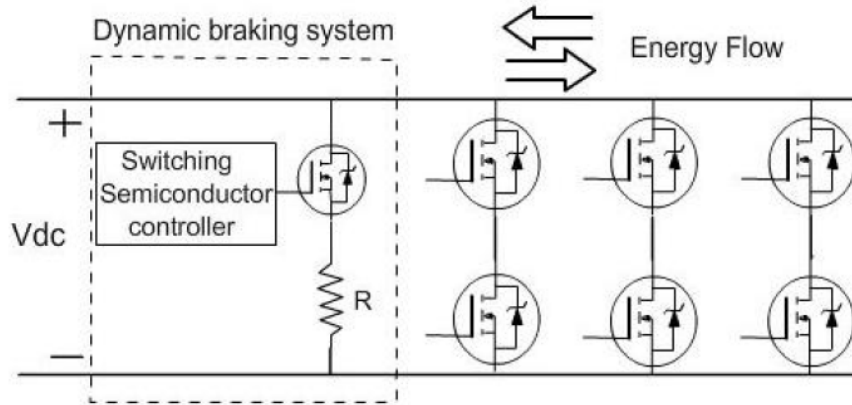 Dynamic braking system
Energy Flow
+
Switching
Semiconductor
controller
Vdc
R
—